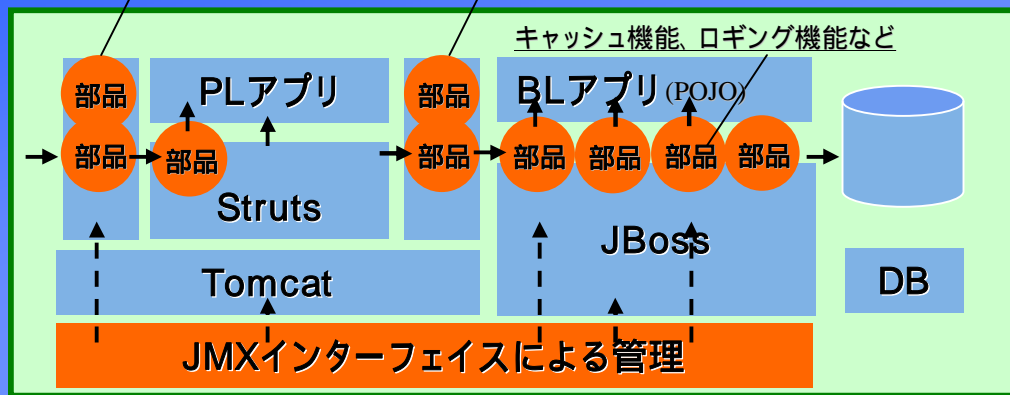 キャッシュ機能、ロギング機能など
部品
PLアプリ
部品
BLアプリ(POJO)
部品
部品
部品
部品
部品
部品
部品
Struts
JBoss
Tomcat
DB
JMXインターフェイスによる管理